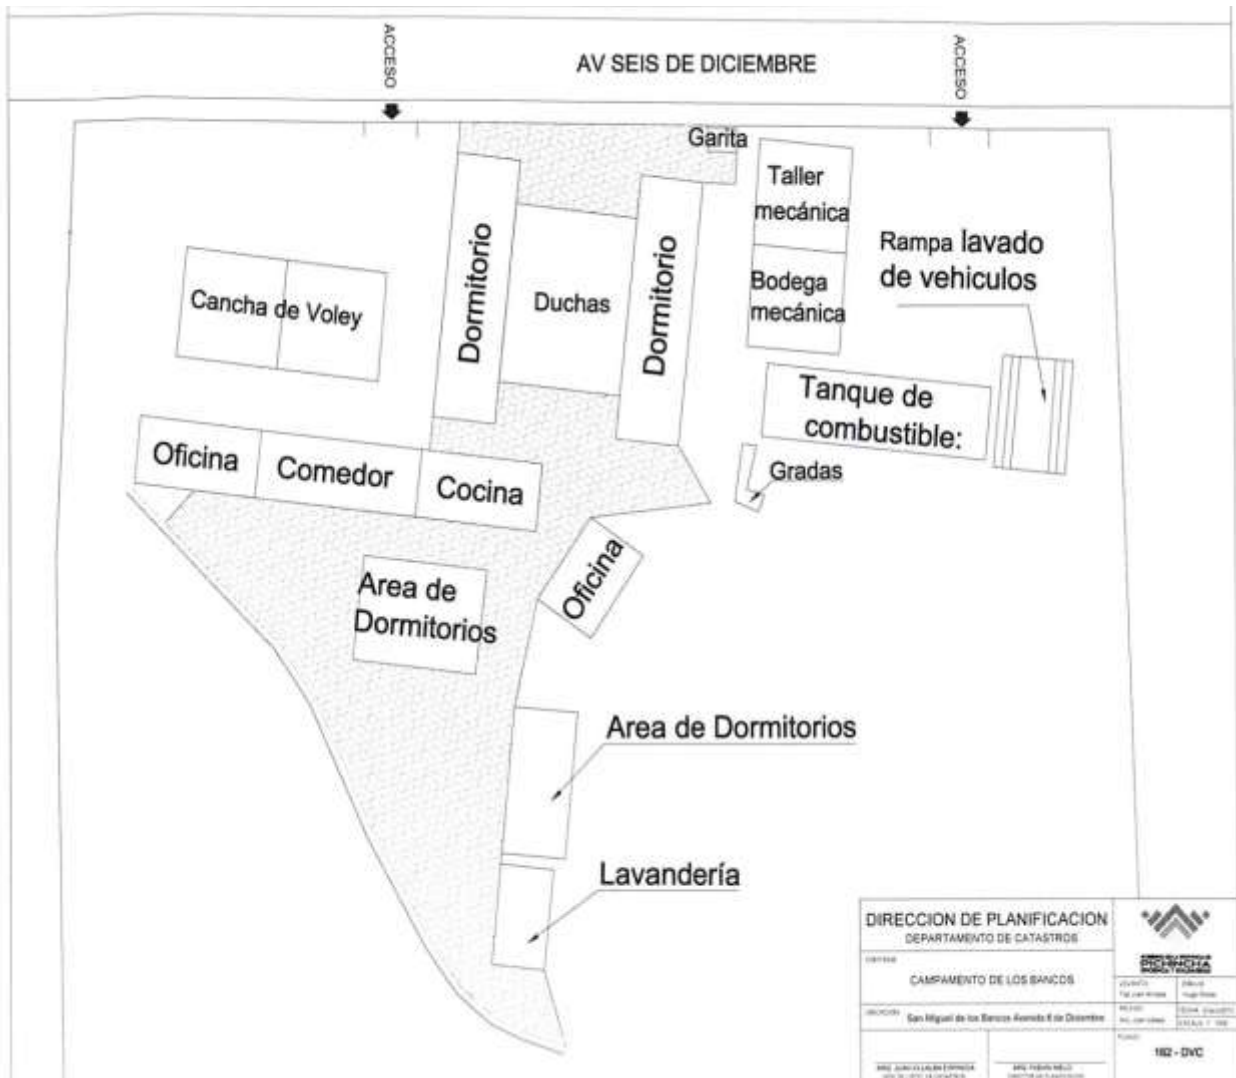 ACCESO
AV SEIS DE DICIEMBRE
ACCESO
Garita
Taller
mecánica
Bodega
mecánica
Rampa lavado
de vehiculos
Dormitorio
Duchas
Dormitorio
Cancha de Voley
Tanque de
combustible:
Gradas
Oficina
Comedor
Cocina
Oficina
Area de
Dormitorios
Area de Dormitorios
Lavandería
DIRECCION DE PLANIFICACION
DEPARTAMENTO DE CATASTROS
CAMPAMENTO DE LOS BANCOS
San Miguel de los Bancos Avenida 6 de Diciembre
PICHINCHA
162 - DVC